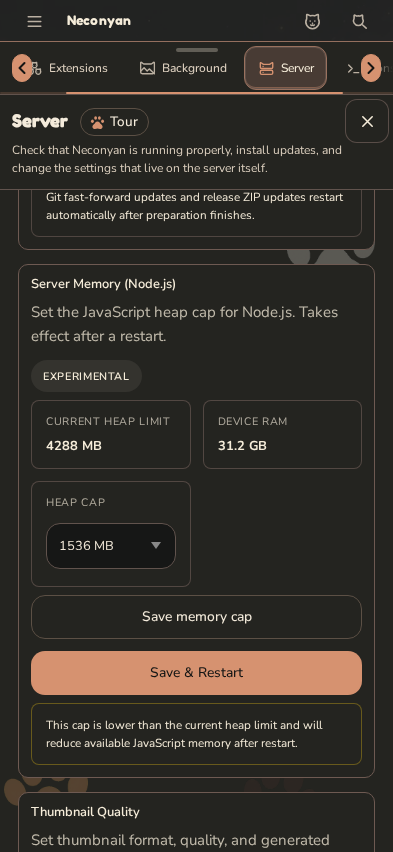 Neconyan
Extensions
Background
Server
Server
Tour
Check that Neconyan is running properly, install updates, and
change the settings that live on the server itself.
Git fast-forward updates and release ZIP updates restart
automatically after preparation finishes.
Server Memory (Node.js)
Set the JavaScript heap cap for Node.js. Takes
effect after a restart.
EXPERIMENTAL
CURRENT HEAP LIMIT
4288 MB
DEVICE RAM
31.2 GB
HEAP CAP
1536 MB
Save memory cap
Save & Restart
This cap is lower than the current heap limit and will
reduce available JavaScript memory after restart.
Thumbnail Quality
Set thumbnail format, quality, and generated